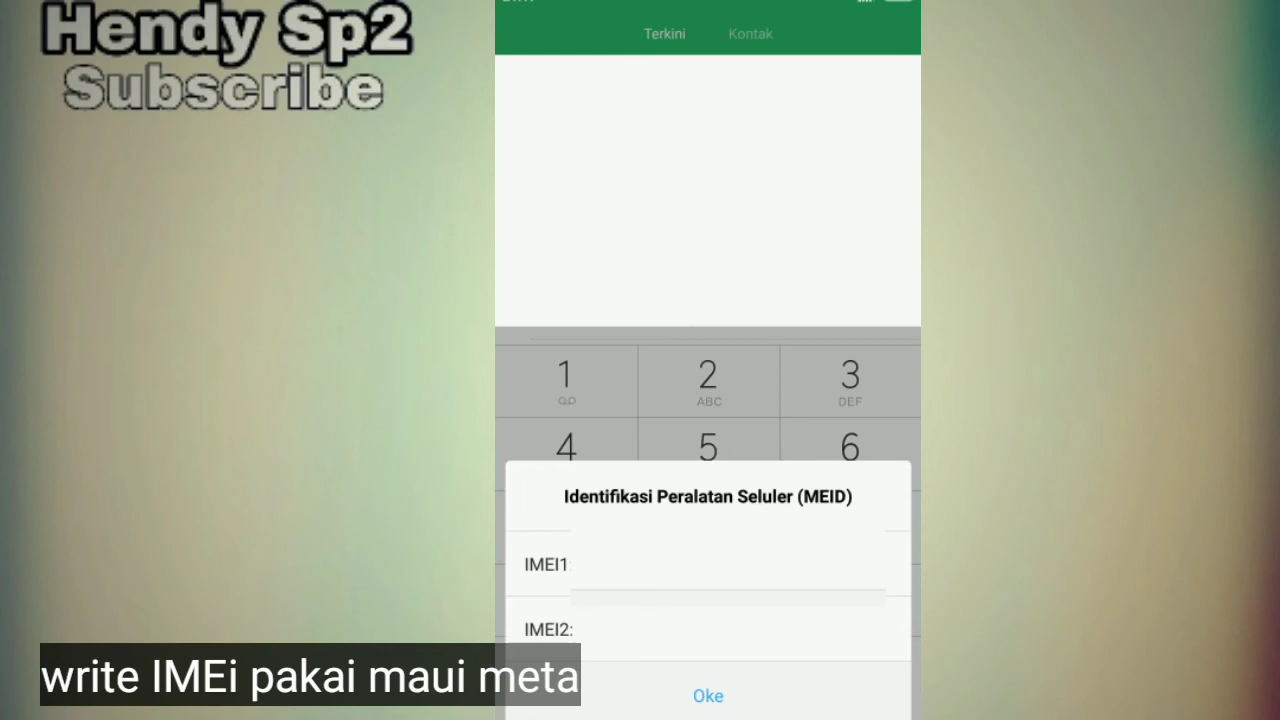 Hendy Sp2
Subscribe
Terkini
Kontak
1
2
ABC
3
DEF
4
5
6
Identifikasi Peralatan Seluler (MEID)
IMEI1:
IMEI2:
write IMEi pakai maui meta
Oke